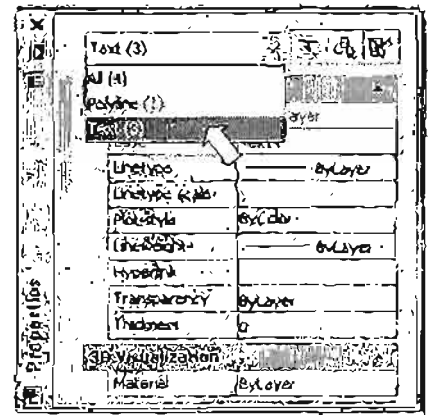 Text (3)
All (4)
Polyline (1)
Text (3)
Linetype ByLayer
Linetype scale
Plot style ByColor
Lineweight ByLayer
Hyperlink
Transparency ByLayer
Thickness 0
3D Visualization
Material ByLayer
Properties